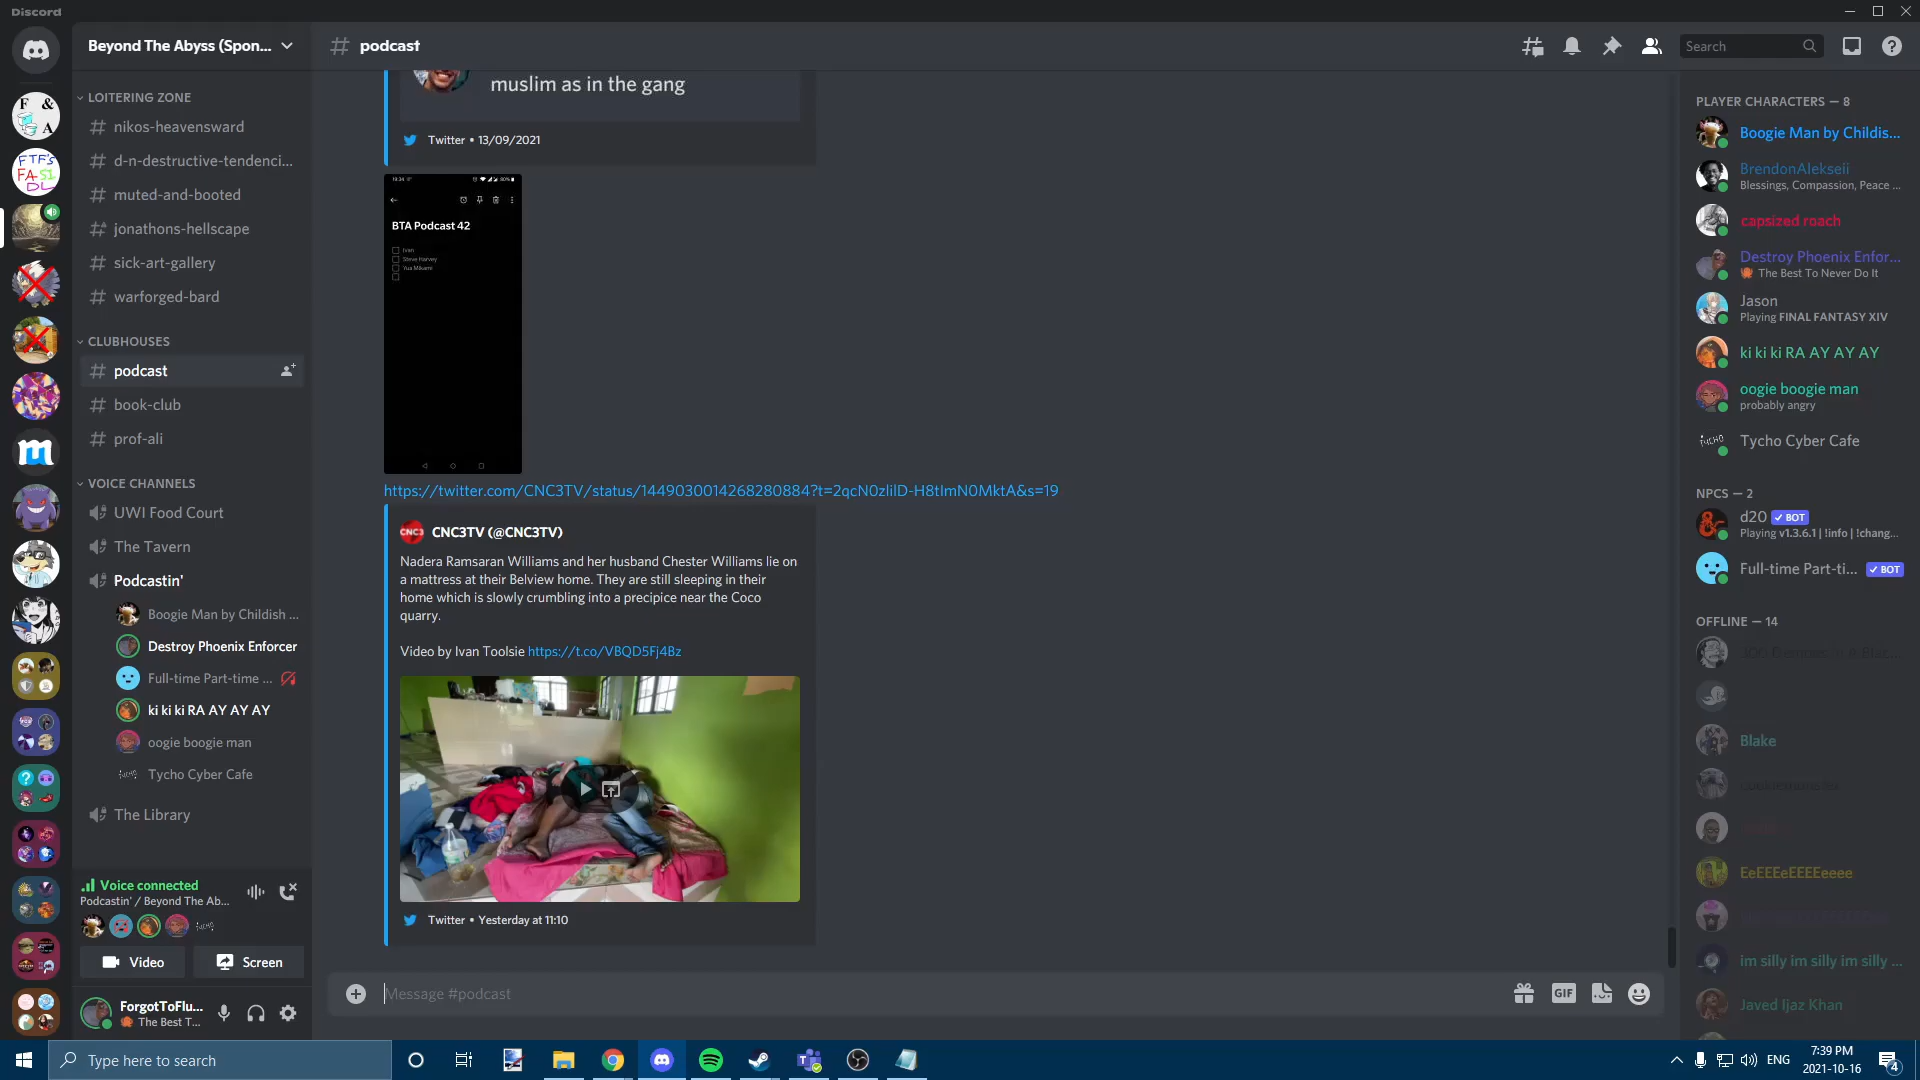 Discord
Beyond The Abyss (Spon...
LOITERING ZONE
nikos-heavensward
d-n-destructive-tendenci...
muted-and-booted
jonathons-hellscape
sick-art-gallery
warforged-bard
CLUBHOUSES
podcast
book-club
prof-ali
VOICE CHANNELS
UWI Food Court
The Tavern
Podcastin'
Boogie Man by Childish ...
Destroy Phoenix Enforcer
Full-time Part-time ...
ki ki ki RA AY AY AY
oogie boogie man
Tycho Cyber Cafe
The Library
Voice connected
Podcastin' / Beyond The Ab...
Video
Screen
ForgotToFlu...
The Best T...
podcast
Search
muslim as in the gang
Twitter • 13/09/2021
19:34
80%
BTA Podcast 42
Ivan
Steve Harvey
Yua Mikami
https://twitter.com/CNC3TV/status/1449030014268280884?t=2qcN0zIilD-H8tImN0MktA&s=19
CNC3
CNC3TV (@CNC3TV)
Nadera Ramsaran Williams and her husband Chester Williams lie on
a mattress at their Belview home. They are still sleeping in their
home which is slowly crumbling into a precipice near the Coco
quarry.
Video by Ivan Toolsie https://t.co/VBQD5Fj4Bz
Twitter • Yesterday at 11:10
Message #podcast
GIF
PLAYER CHARACTERS — 8
Boogie Man by Childis...
BrendonAlekseii
Blessings, Compassion, Peace ...
capsized roach
Destroy Phoenix Enfor...
The Best To Never Do It
Jason
Playing FINAL FANTASY XIV
ki ki ki RA AY AY AY
oogie boogie man
probably angry
Tycho Cyber Cafe
NPCS — 2
d20 BOT
Playing v1.3.6.1 | !info | !chang...
Full-time Part-ti... BOT
OFFLINE — 14
Blake
EeEEEeEEEEeeee
im silly im silly im silly ...
Javed Ijaz Khan
F & A
FTF's
FASt
DL
Type here to search
ENG
7:39 PM
2021-10-16
4